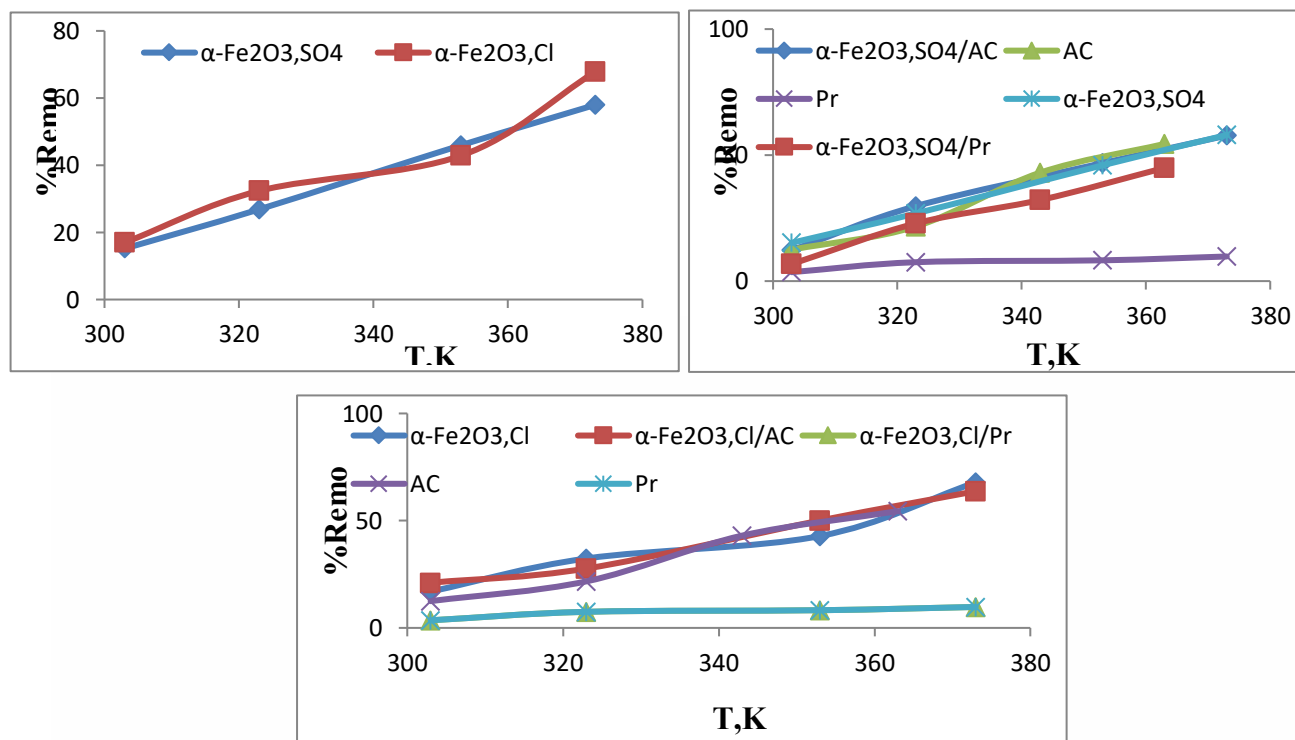 80
60
40
20
0
300 320 340 360 380
%Remo
T,K
α-Fe2O3,SO4 α-Fe2O3,Cl
100
50
0
300 320 340 360 380
%Remo
T,K
α-Fe2O3,SO4/AC AC
Pr α-Fe2O3,SO4
α-Fe2O3,SO4/Pr
100
50
0
300 320 340 360 380
%Remo
T,K
α-Fe2O3,Cl α-Fe2O3,Cl/AC α-Fe2O3,Cl/Pr
AC Pr